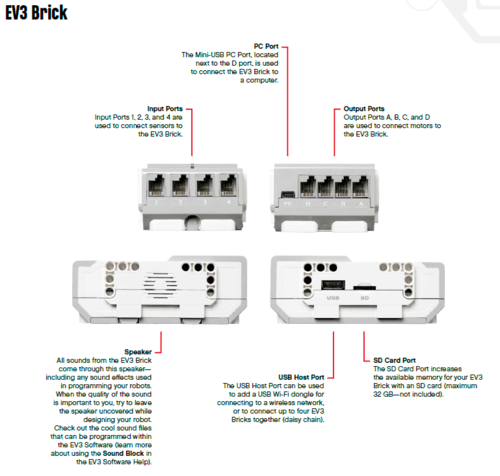 EV3 Brick
PC Port
The Mini-USB PC Port, located
next to the D port, is used
to connect the EV3 Brick to
a computer.
Input Ports
Input Ports 1, 2, 3, and 4 are
used to connect sensors to
the EV3 Brick.
Output Ports
Output Ports A, B, C, and D
are used to connect motors to
the EV3 Brick.
1 2 3 4
PC D C B A
USB SD
Speaker
All sounds from the EV3 Brick
come through this speaker—
including any sound effects used
in programming your robots.
When the quality of the sound
is important to you, try to leave
the speaker uncovered while
designing your robot.
Check out the cool sound files
that can be programmed within
the EV3 Software (learn more
about using the Sound Block in
the EV3 Software Help).
USB Host Port
The USB Host Port can be used
to add a USB Wi-Fi dongle for
connecting to a wireless network,
or to connect up to four EV3
Bricks together (daisy chain).
SD Card Port
The SD Card Port increases
the available memory for your EV3
Brick with an SD card (maximum
32 GB—not included).